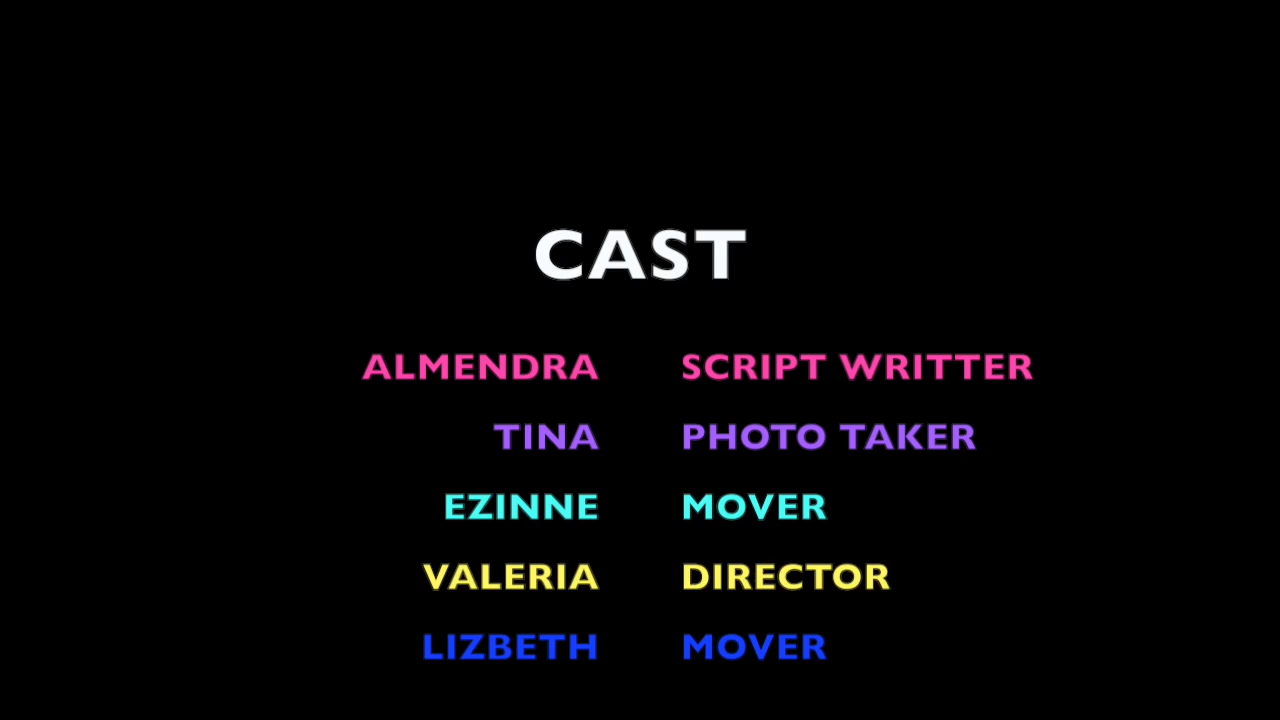 CAST
ALMENDRA SCRIPT WRITTER
TINA PHOTO TAKER
EZINNE MOVER
VALERIA DIRECTOR
LIZBETH MOVER